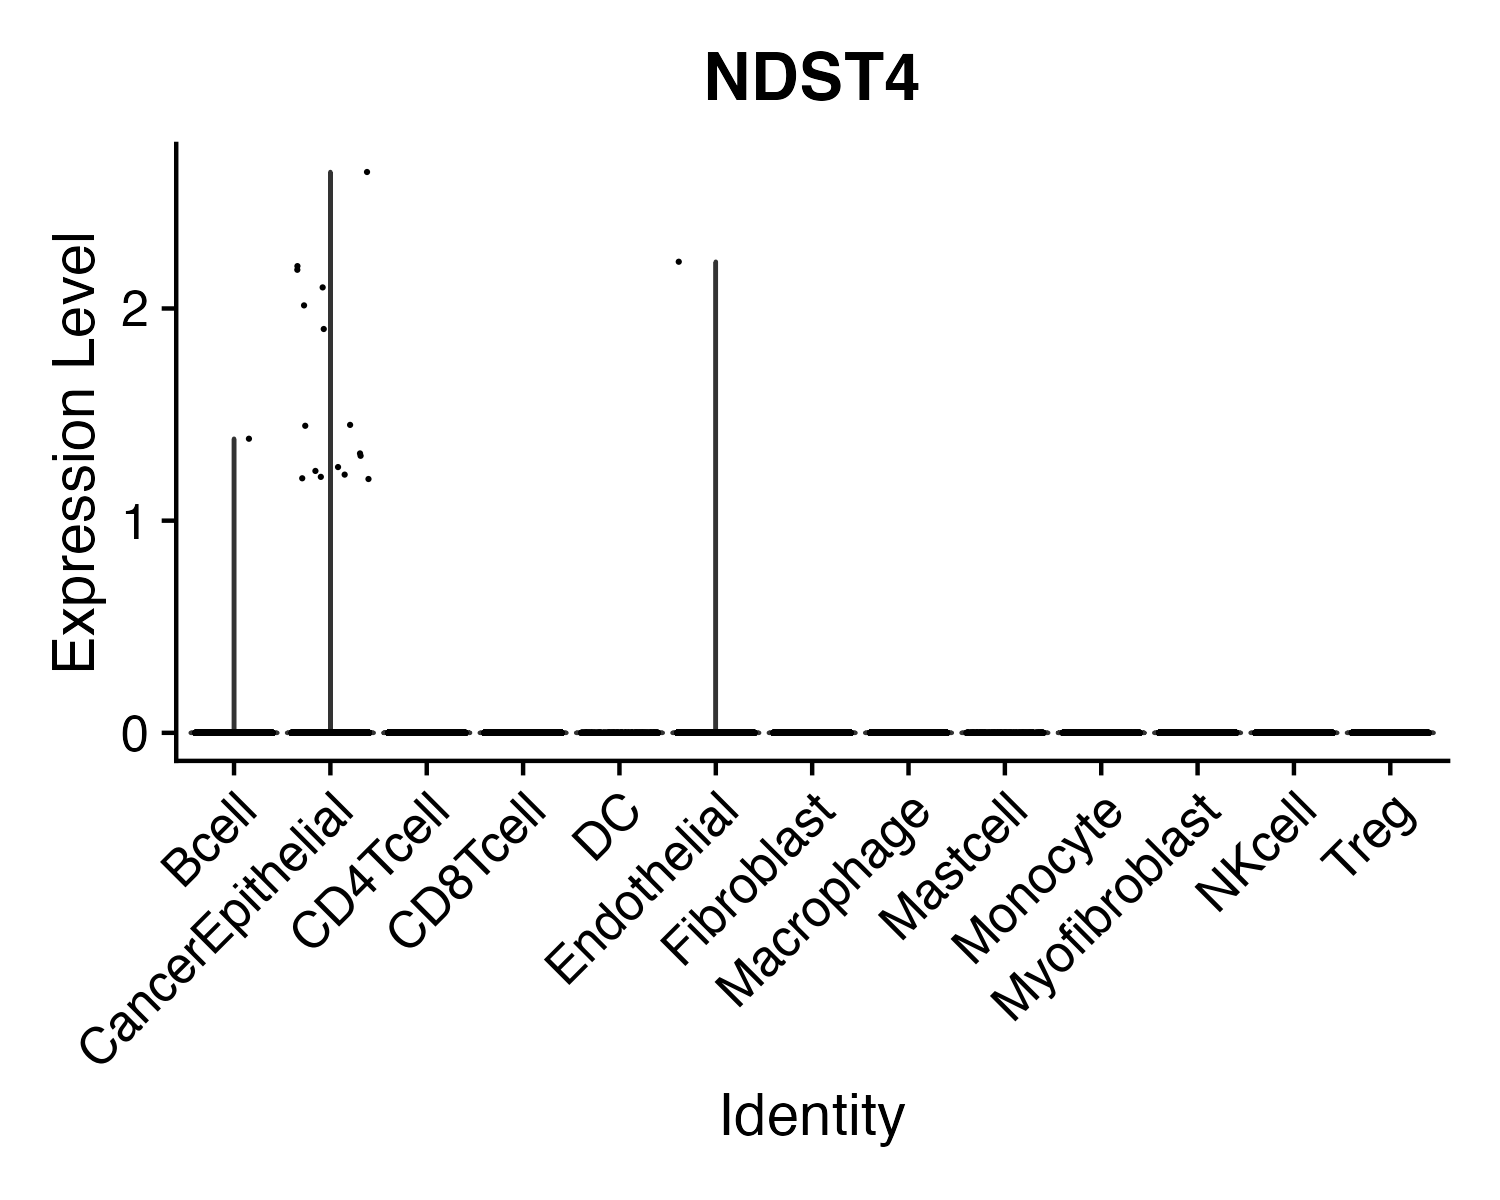 NDST4
Expression Level
2
1
0
Bcell
CancerEpithelial
CD4Tcell
CD8Tcell
DC
Endothelial
Fibroblast
Macrophage
Mastcell
Monocyte
Myofibroblast
NKcell
Treg
Identity